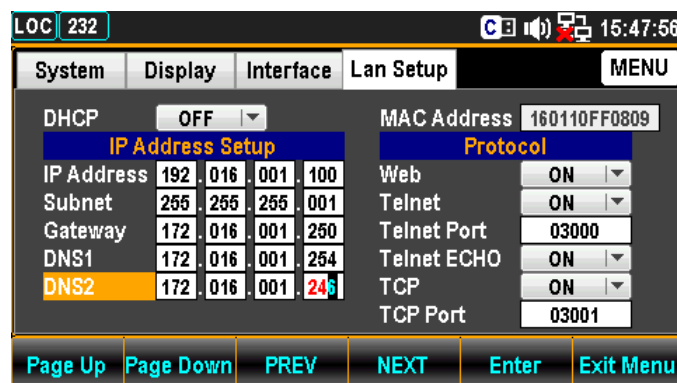 LOC 232 C 15:47:56
System Display Interface Lan Setup MENU
DHCP OFF MAC Address 160110FF0809
IP Address Setup Protocol
IP Address 192 . 016 . 001 . 100 Web ON
Subnet 255 . 255 . 255 . 001 Telnet ON
Gateway 172 . 016 . 001 . 250 Telnet Port 03000
DNS1 172 . 016 . 001 . 254 Telnet ECHO ON
DNS2 172 . 016 . 001 . 246 TCP ON
TCP Port 03001
Page Up Page Down PREV NEXT Enter Exit Menu